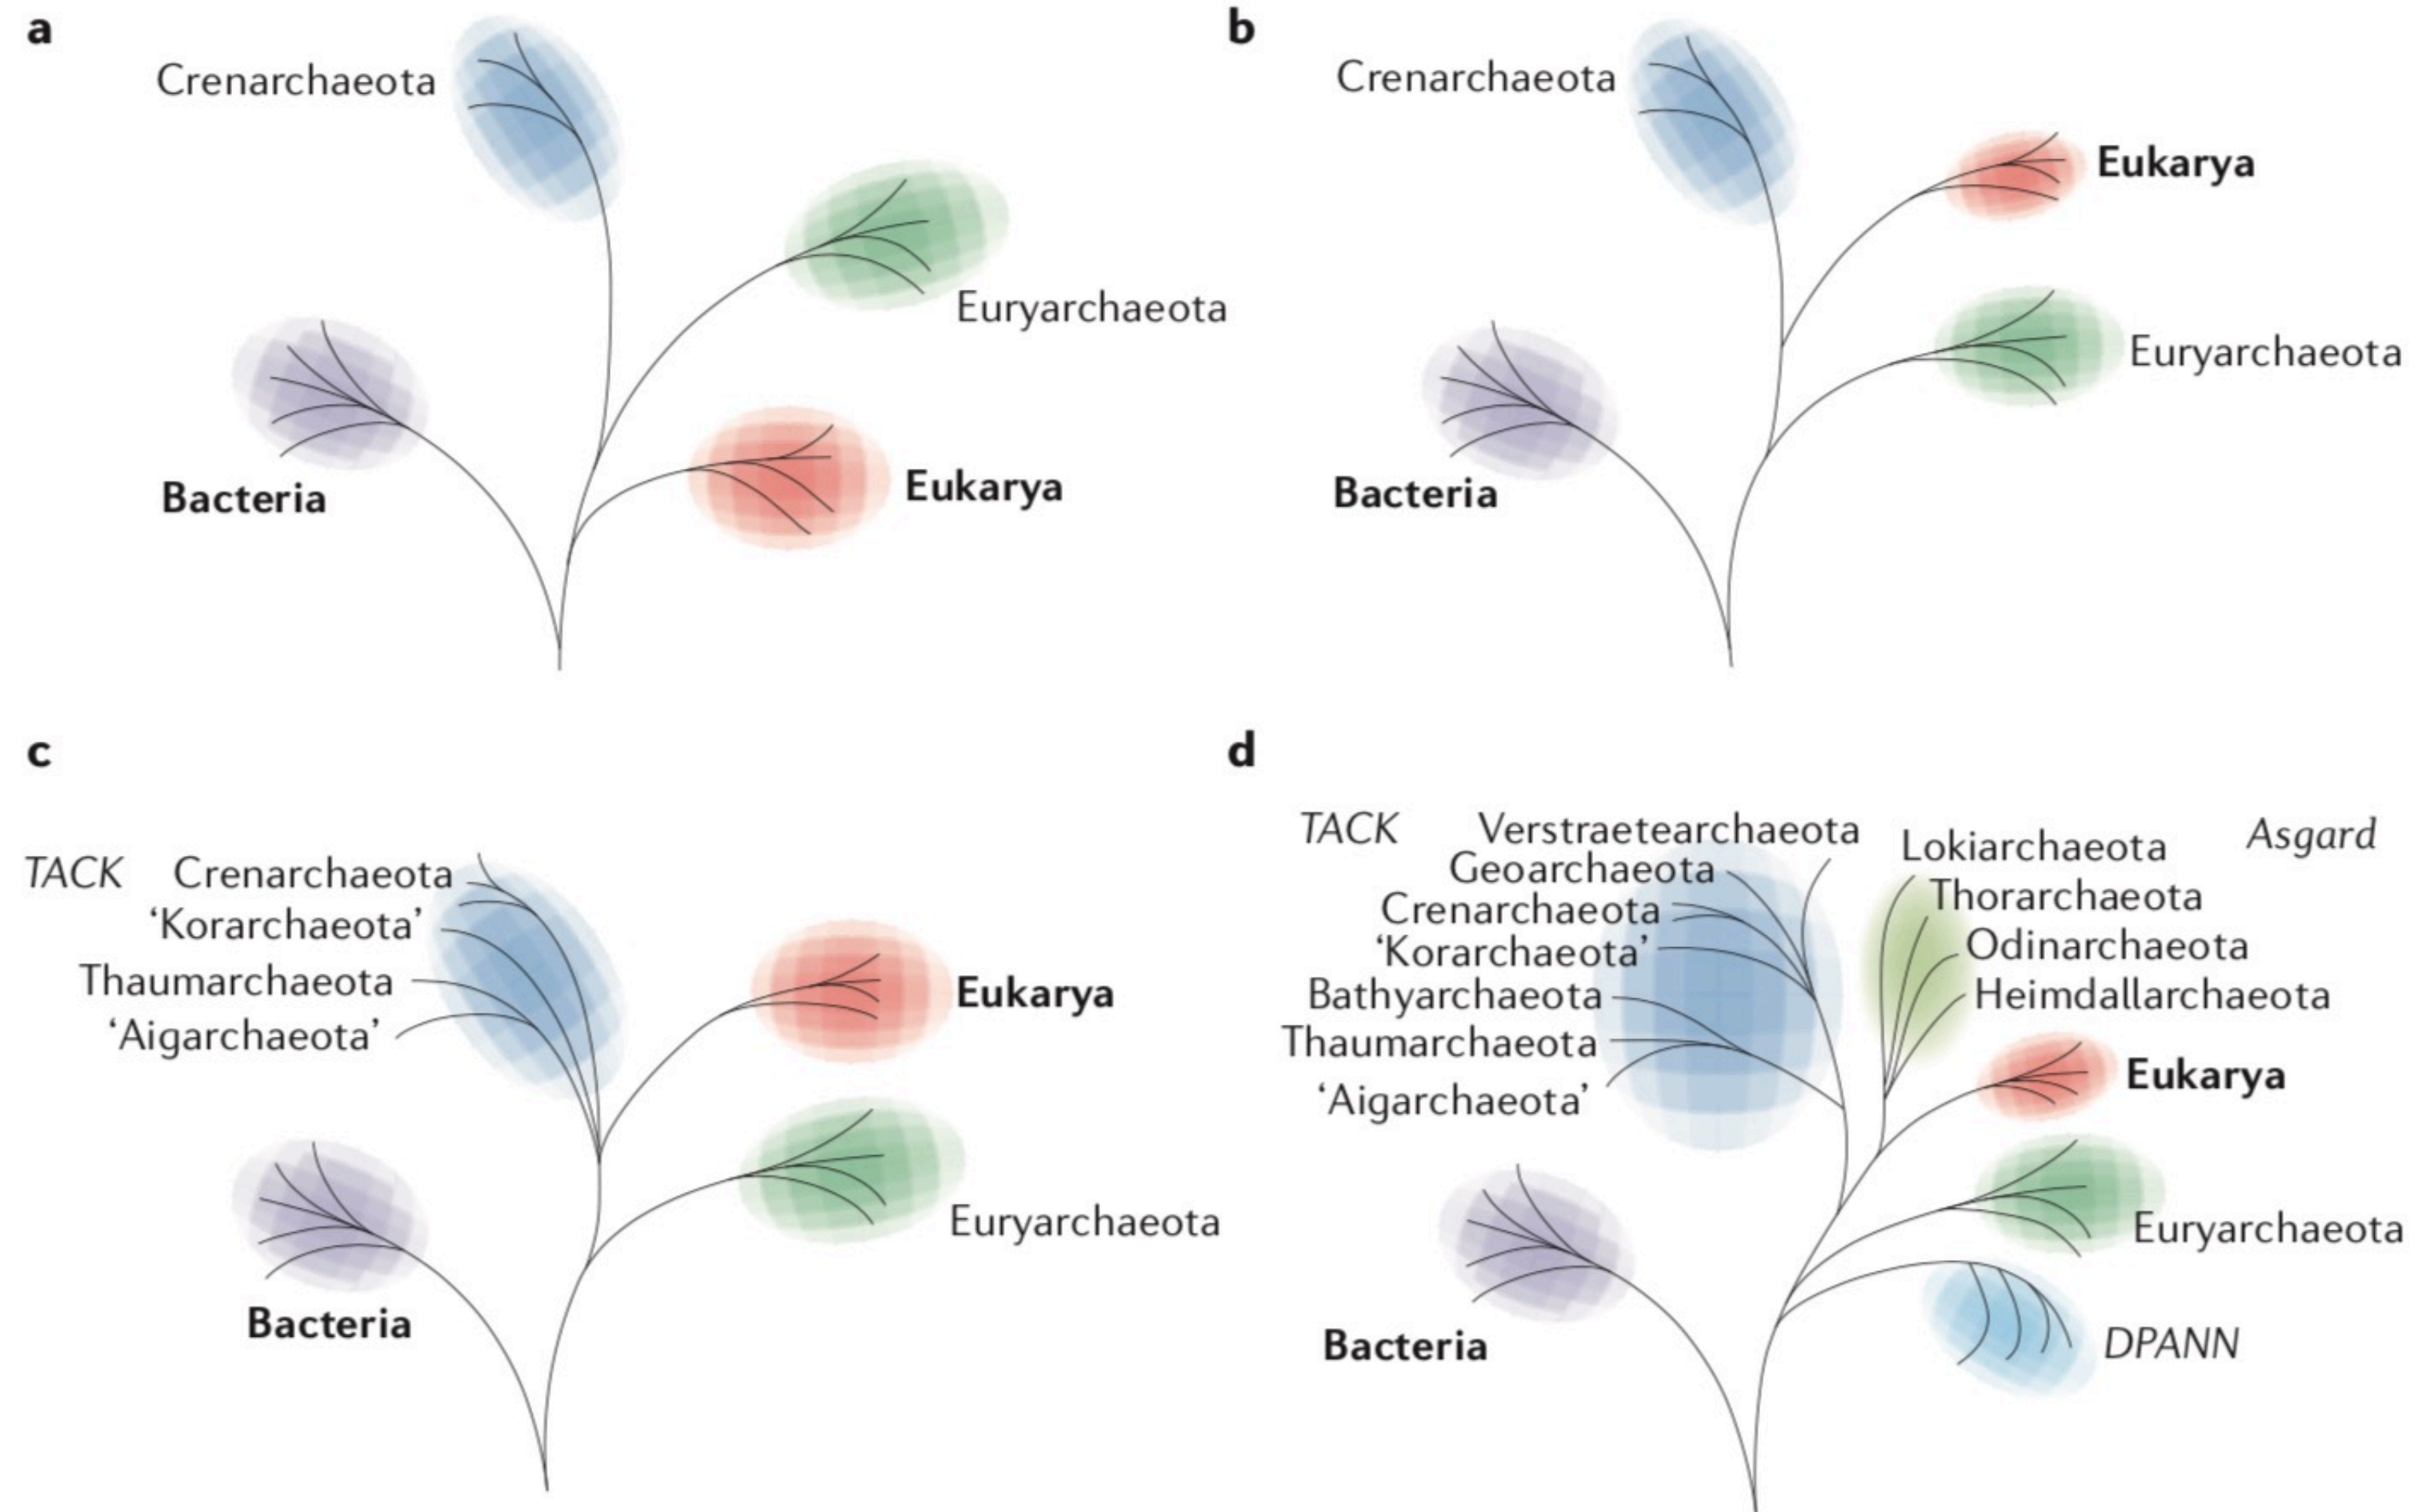 a
Crenarchaeota
Euryarchaeota
Bacteria
Eukarya
b
Crenarchaeota
Eukarya
Euryarchaeota
Bacteria
c
TACK
Crenarchaeota
‘Korarchaeota’
Thaumarchaeota
‘Aigarchaeota’
Eukarya
Euryarchaeota
Bacteria
d
TACK
Verstraetearchaeota
Geoarchaeota
Crenarchaeota
‘Korarchaeota’
Bathyarchaeota
Thaumarchaeota
‘Aigarchaeota’
Asgard
Lokiarchaeota
Thorarchaeota
Odinarchaeota
Heimdallarchaeota
Eukarya
Euryarchaeota
DPANN
Bacteria